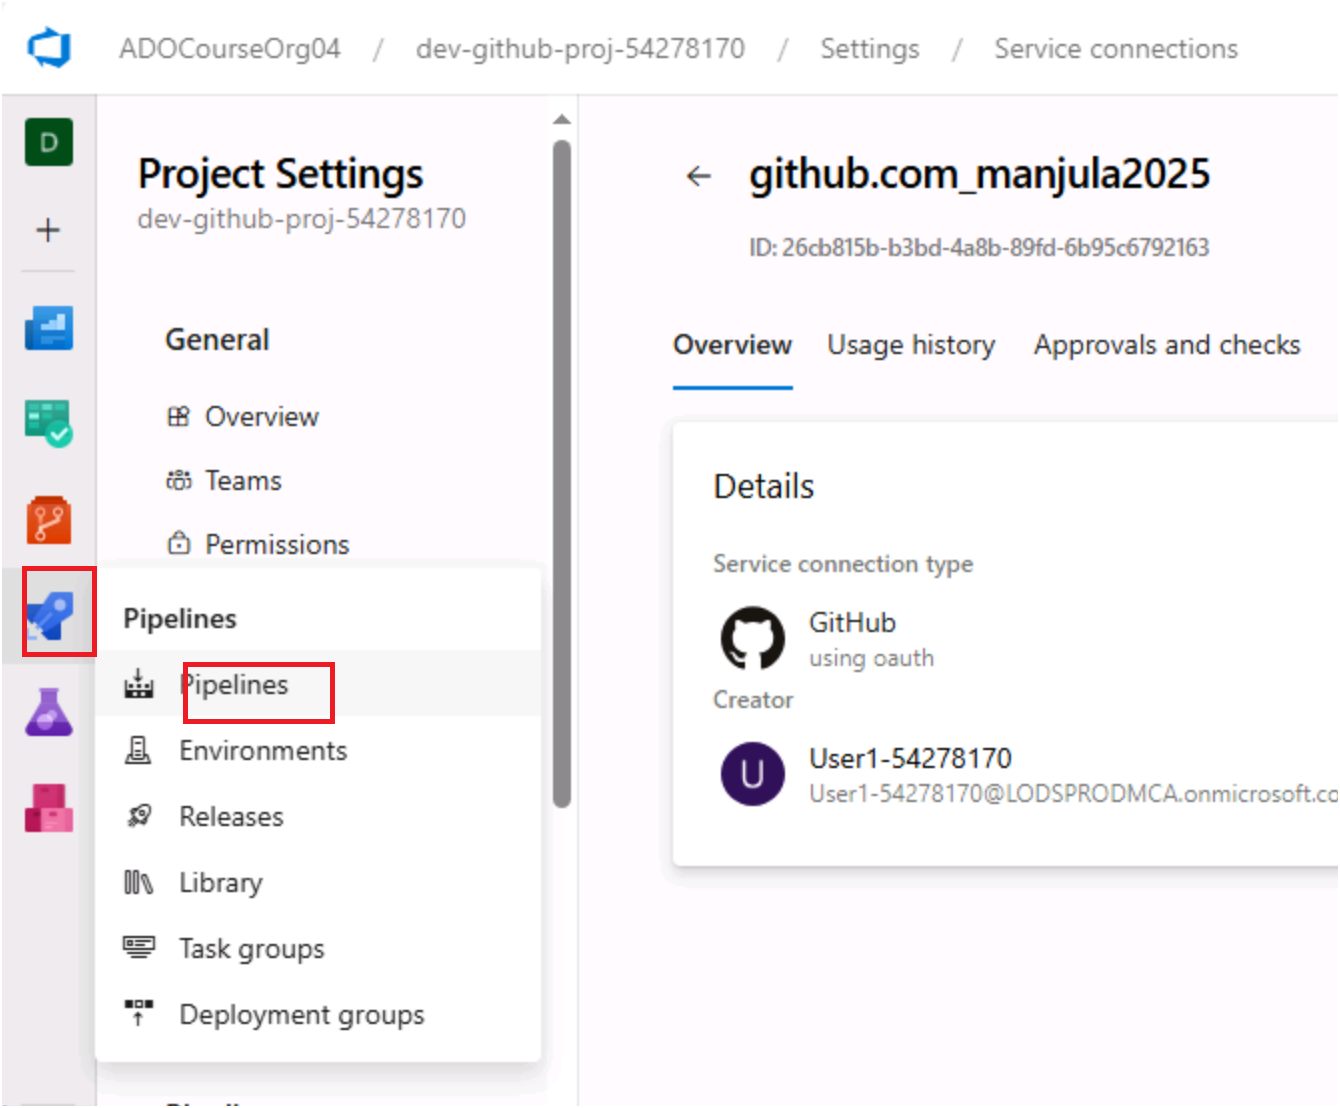 ADOCourseOrg04 / dev-github-proj-54278170 / Settings / Service connections
D
Project Settings
dev-github-proj-54278170
General
Overview
Teams
Permissions
Pipelines
Pipelines
Environments
Releases
Library
Task groups
Deployment groups
github.com_manjula2025
ID: 26cb815b-b3bd-4a8b-89fd-6b95c6792163
Overview Usage history Approvals and checks
Details
Service connection type
GitHub
using oauth
Creator
U
User1-54278170
User1-54278170@LODSPRODMCA.onmicrosoft.co